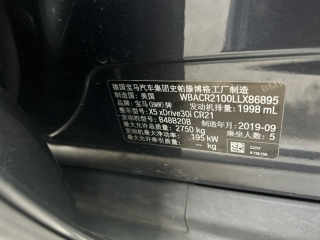 德国宝马汽车集团史帕滕博格工厂制造
制造国: 美国 WBACR2100LLX86895
品牌: 宝马(BMW)牌 发动机排量: 1998 mL
型号: X5 xDrive30i CR21
发动机型号: B48B20B 制造年月 2019-09
最大允许总质量: 2750 kg 乘坐人数 5
发动机最大净功率: 195 kW